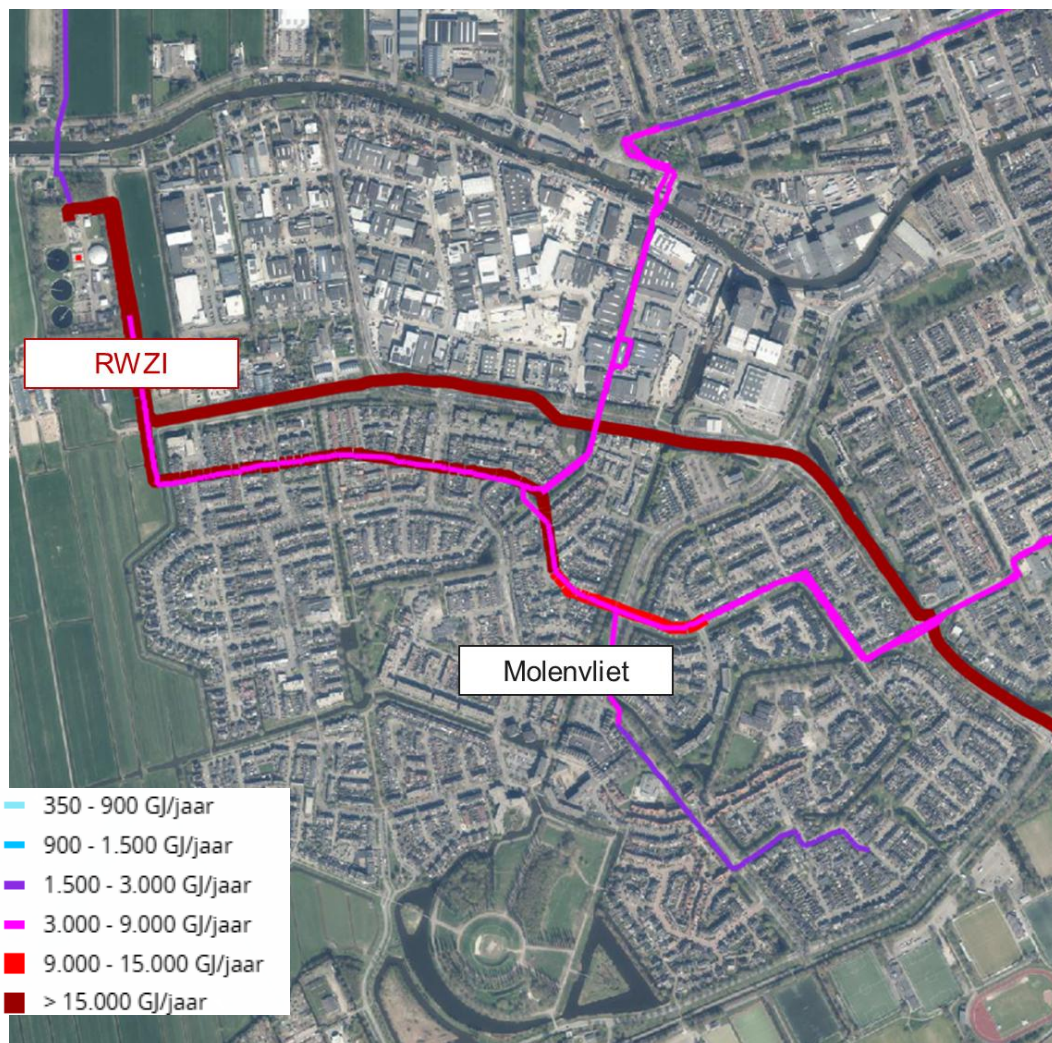 RWZI
Molenvliet
350 - 900 GJ/jaar
900 - 1.500 GJ/jaar
1.500 - 3.000 GJ/jaar
3.000 - 9.000 GJ/jaar
9.000 - 15.000 GJ/jaar
> 15.000 GJ/jaar